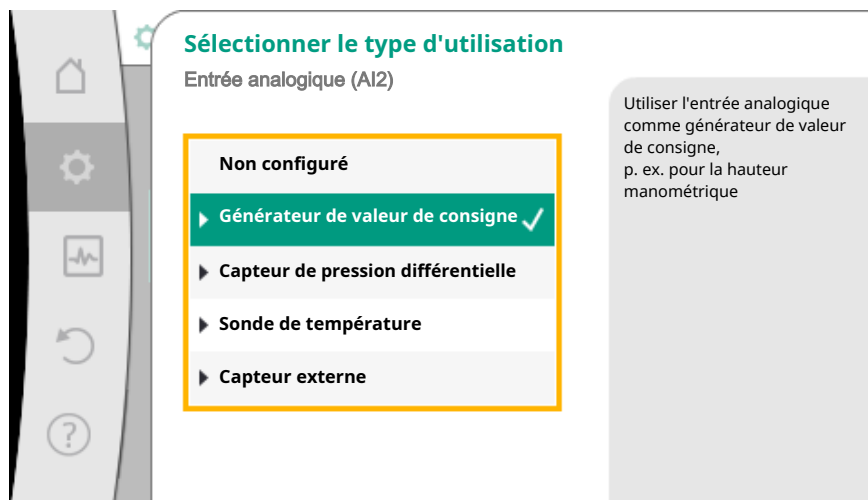 Sélectionner le type d'utilisation
Entrée analogique (AI2)
Non configuré
Générateur de valeur de consigne
Capteur de pression différentielle
Sonde de température
Capteur externe
Utiliser l'entrée analogique
comme générateur de valeur
de consigne,
p. ex. pour la hauteur
manométrique
?